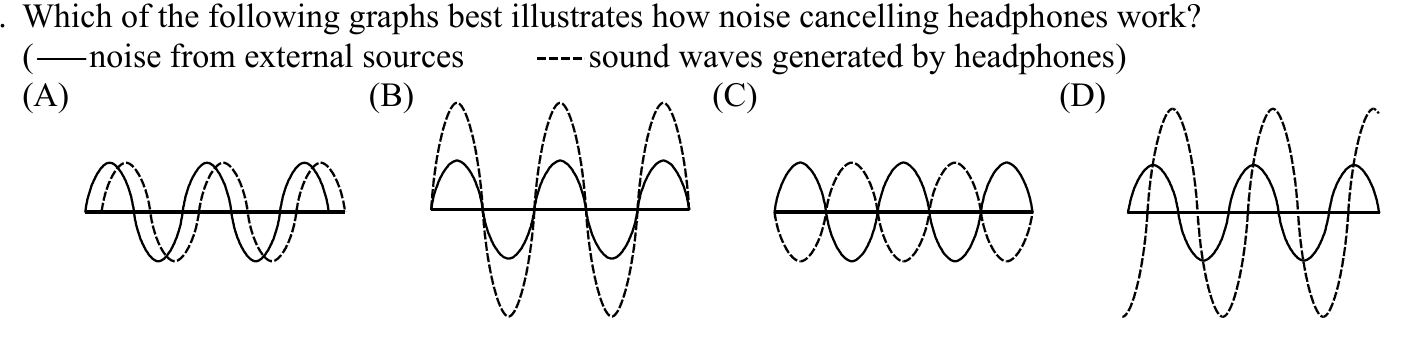 . Which of the following graphs best illustrates how noise cancelling headphones work?
(——noise from external sources ---- sound waves generated by headphones)
(A) (B) (C) (D)